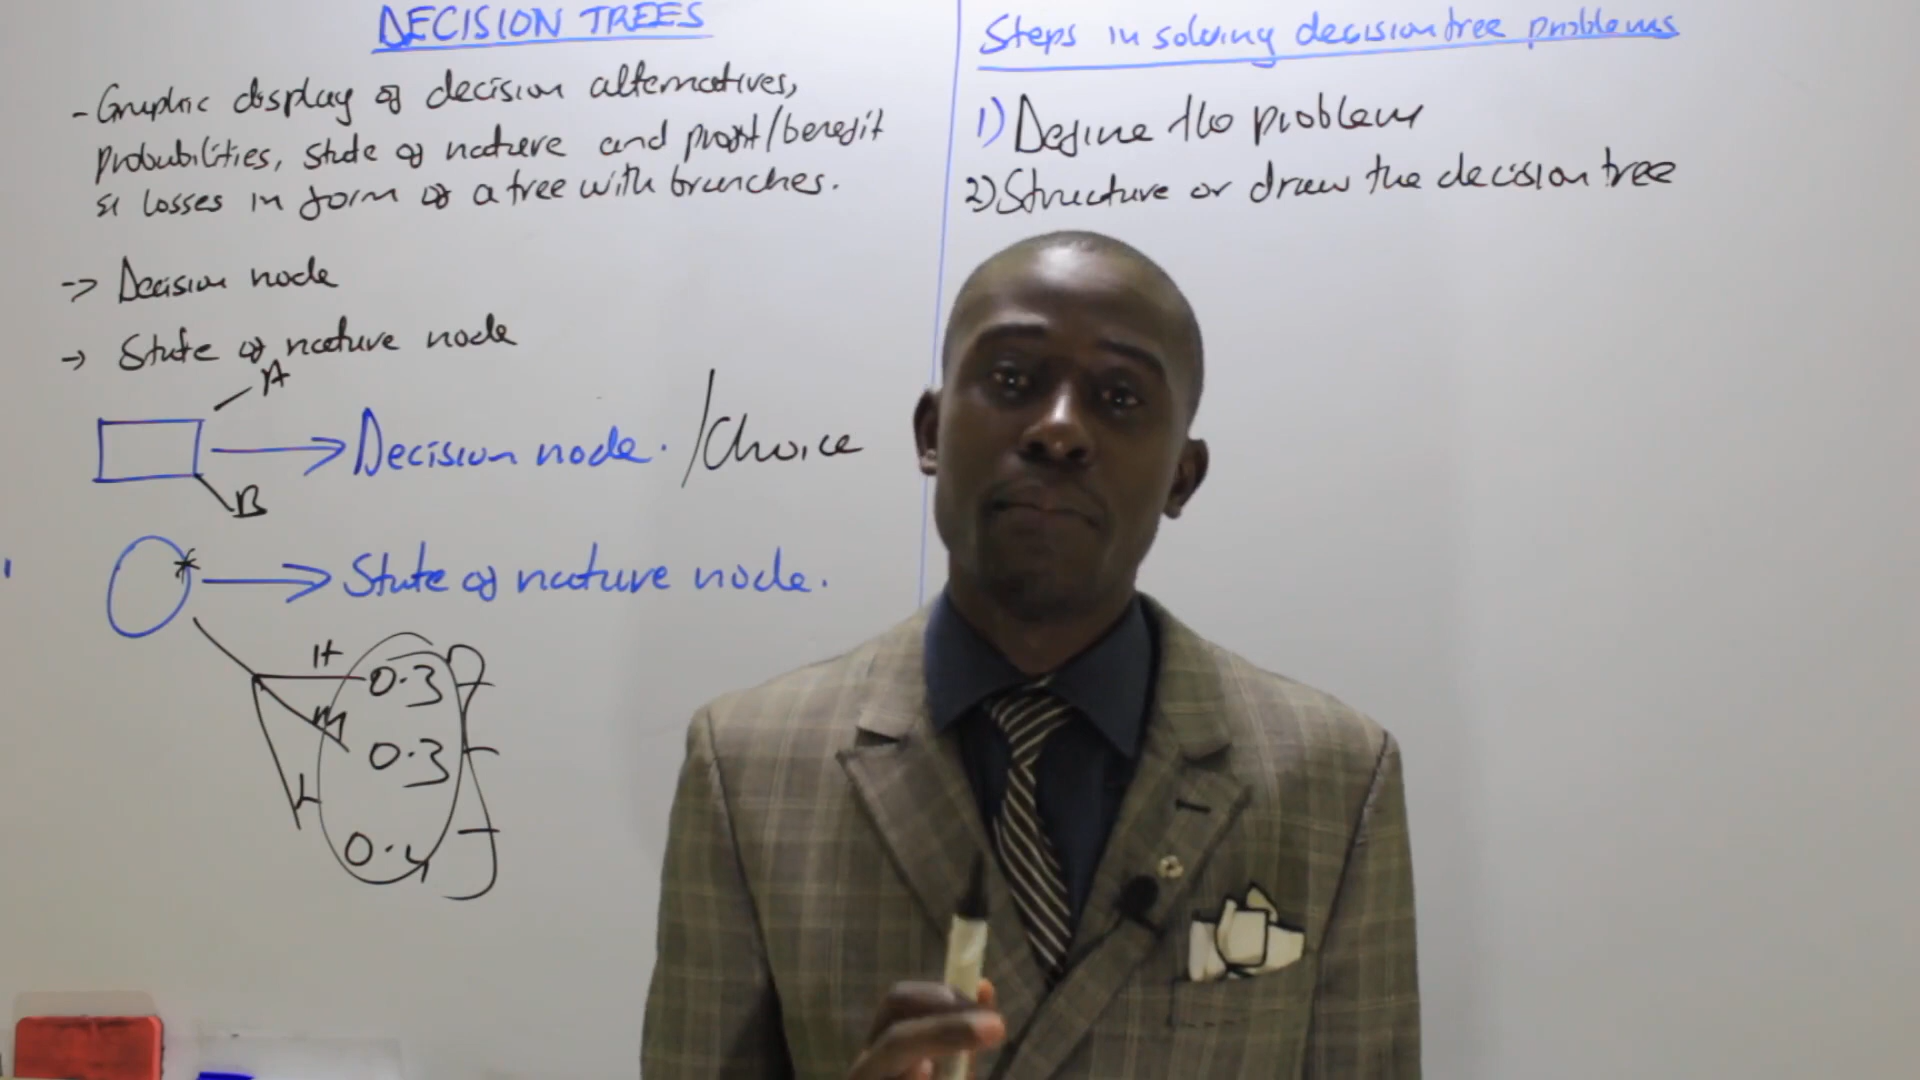 DECISION TREES
- Graphic display of decision alternatives,
probabilities, state of nature and profit/benefit
& losses in form of a tree with branches.
-> Decision node
-> State of nature node
A
Decision node. /Choice
B
* State of nature node.
H 0.3
M 0.3
L 0.4
Steps in solving decision tree problems
1) Define the problem
2) Structure or draw the decision tree